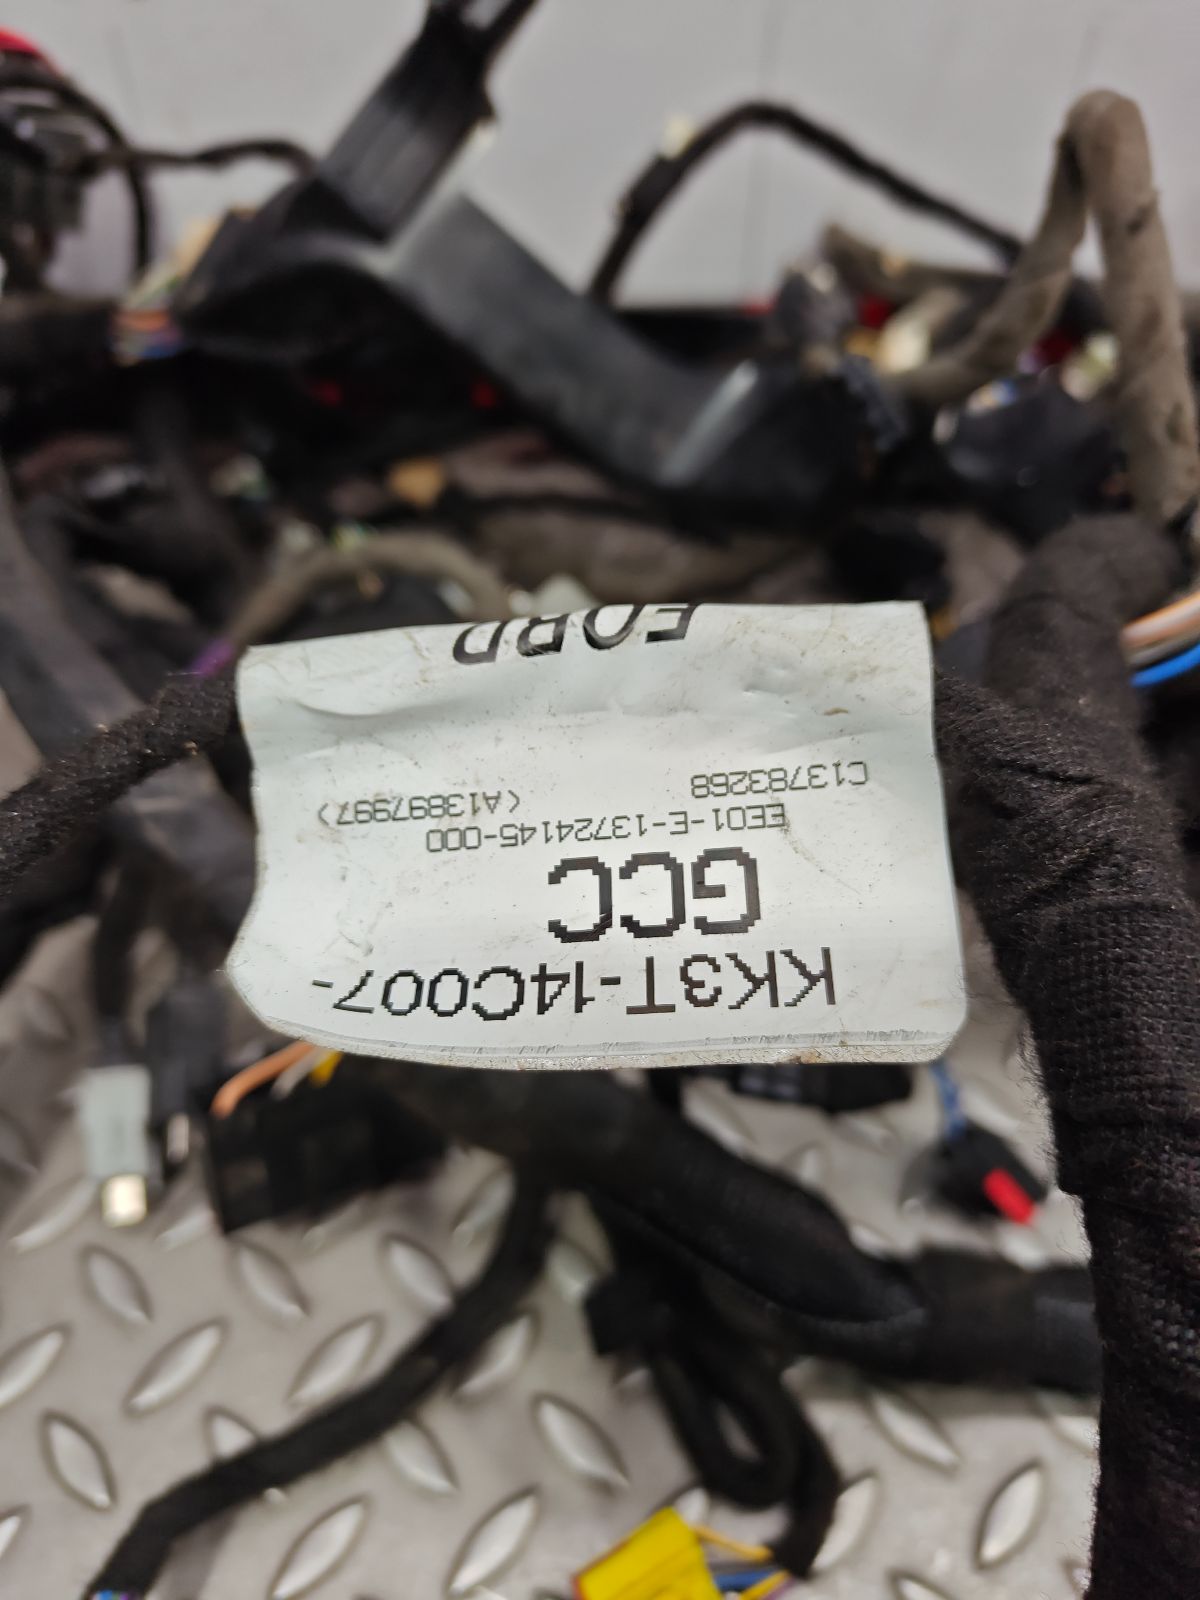 KK3T-14C007-
GCC
EE01-E-13724145-000
C13783268 (A13897997)
FORD